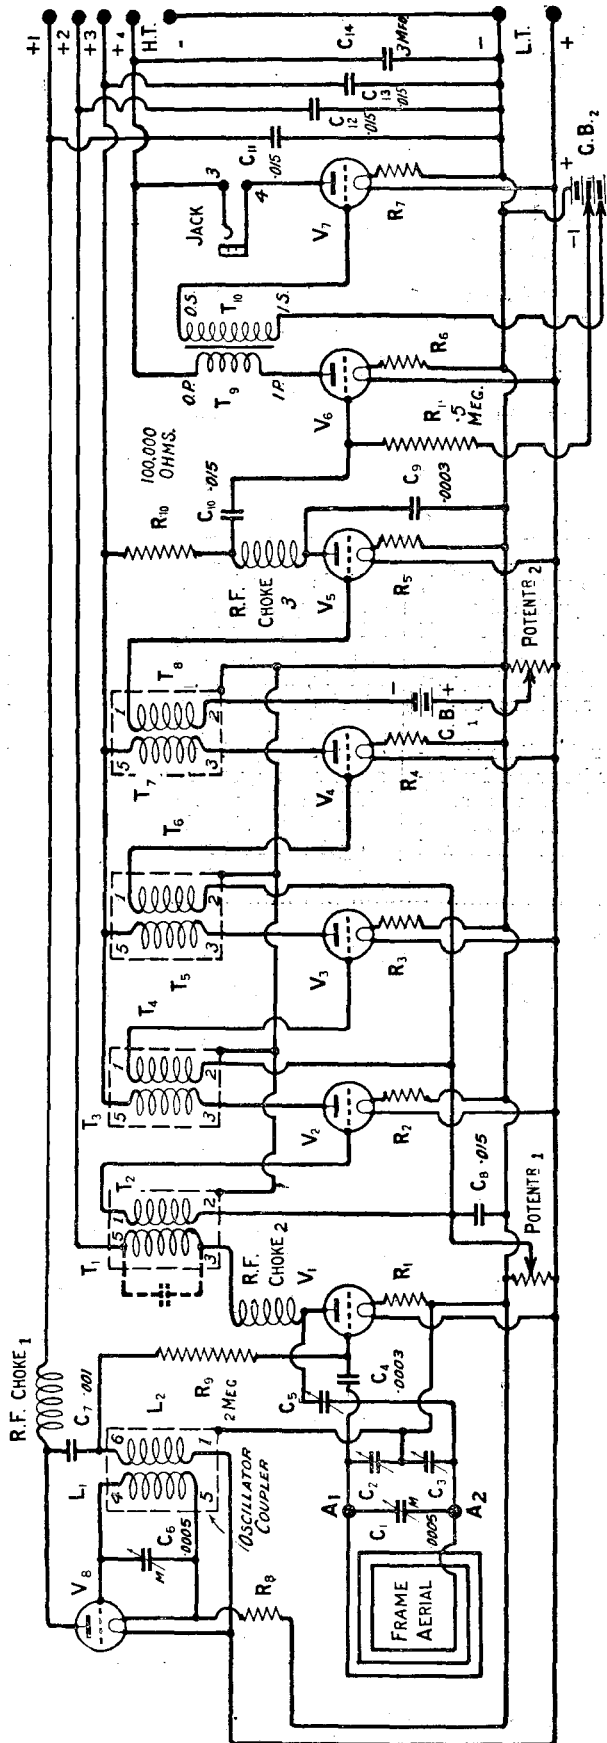 R.F. CHOKE 1
+1
+2
+3
+4
H.T.
-
-
L.T.
+
C7 .001
L2
6
1
L1
4
5
OSCILLATOR
COUPLER
V8
M
C6
.0005
R8
R9
2 MEG
FRAME
AERIAL
A1
A2
C1
M
.0005
C2
C3
C4
.0003
C5
V1
R1
R.F.
CHOKE 2
T1
5
3
T2
1
2
C8 .015
POTENTR 1
V2
R2
T3
5
3
T4
1
2
V3
R3
T5
5
3
T6
1
2
V4
R4
T7
5
3
T8
1
2
-
G.B.
1
+
POTENTR 2
V5
R5
R.F.
CHOKE
3
R10
100,000
OHMS.
C10 .015
C9
.0003
V6
R6
R11
.5
MEG.
T9
O.P.
I.P.
T10
O.S.
I.S.
JACK
3
4
V7
R7
C11
.015
C12
.015
C13
.015
C14
3 MFD
+
-1
G.B.2